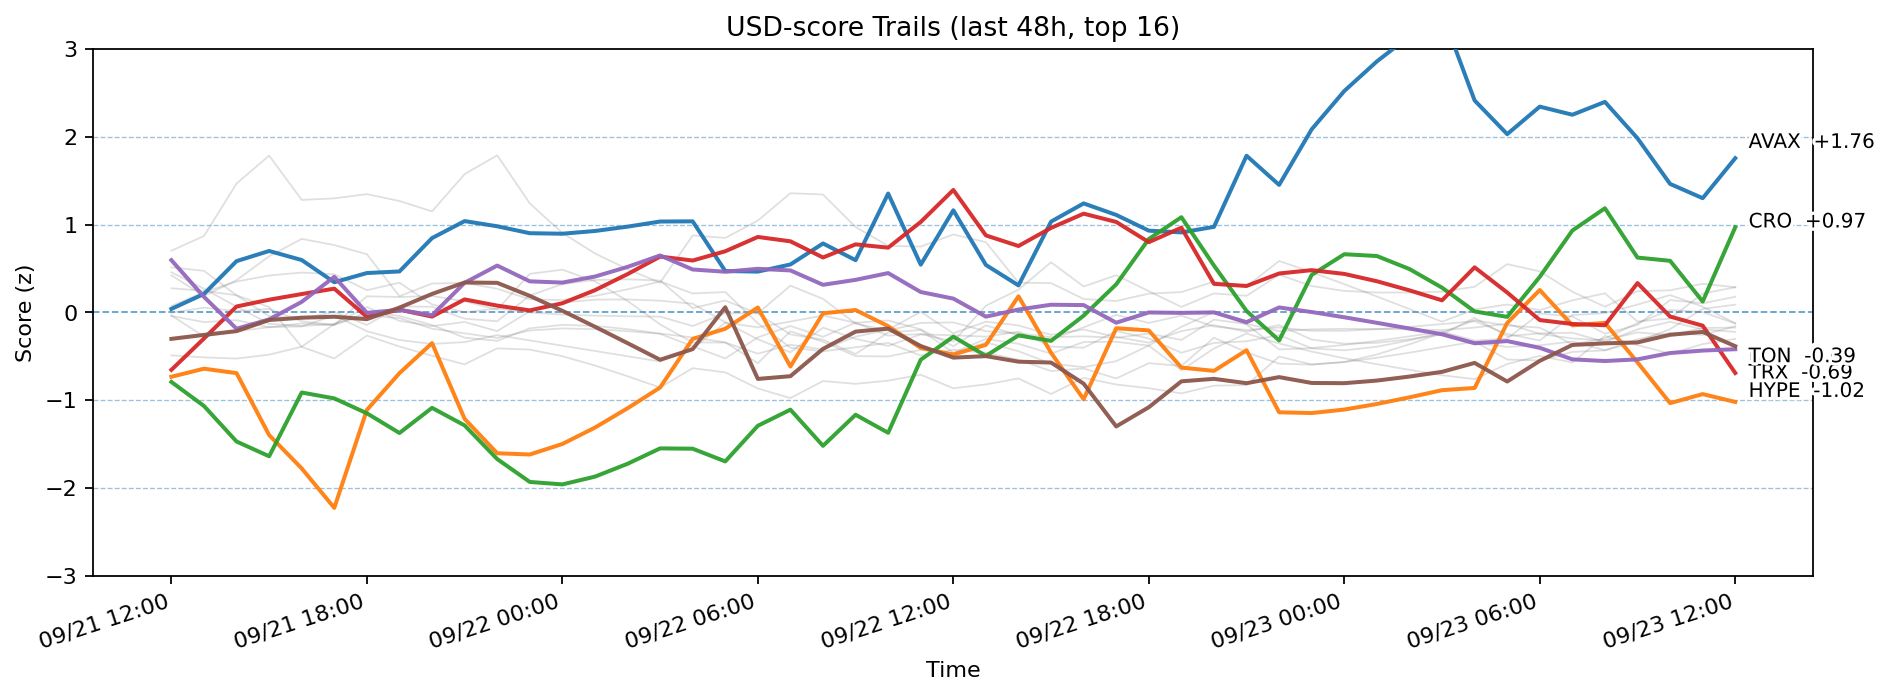 USD-score Trails (last 48h, top 16)
Score (z)
3
2
1
0
−1
−2
−3
AVAX +1.76
CRO +0.97
TON -0.39
TRX -0.69
HYPE -1.02
09/21 12:00
09/21 18:00
09/22 00:00
09/22 06:00
09/22 12:00
09/22 18:00
09/23 00:00
09/23 06:00
09/23 12:00
Time